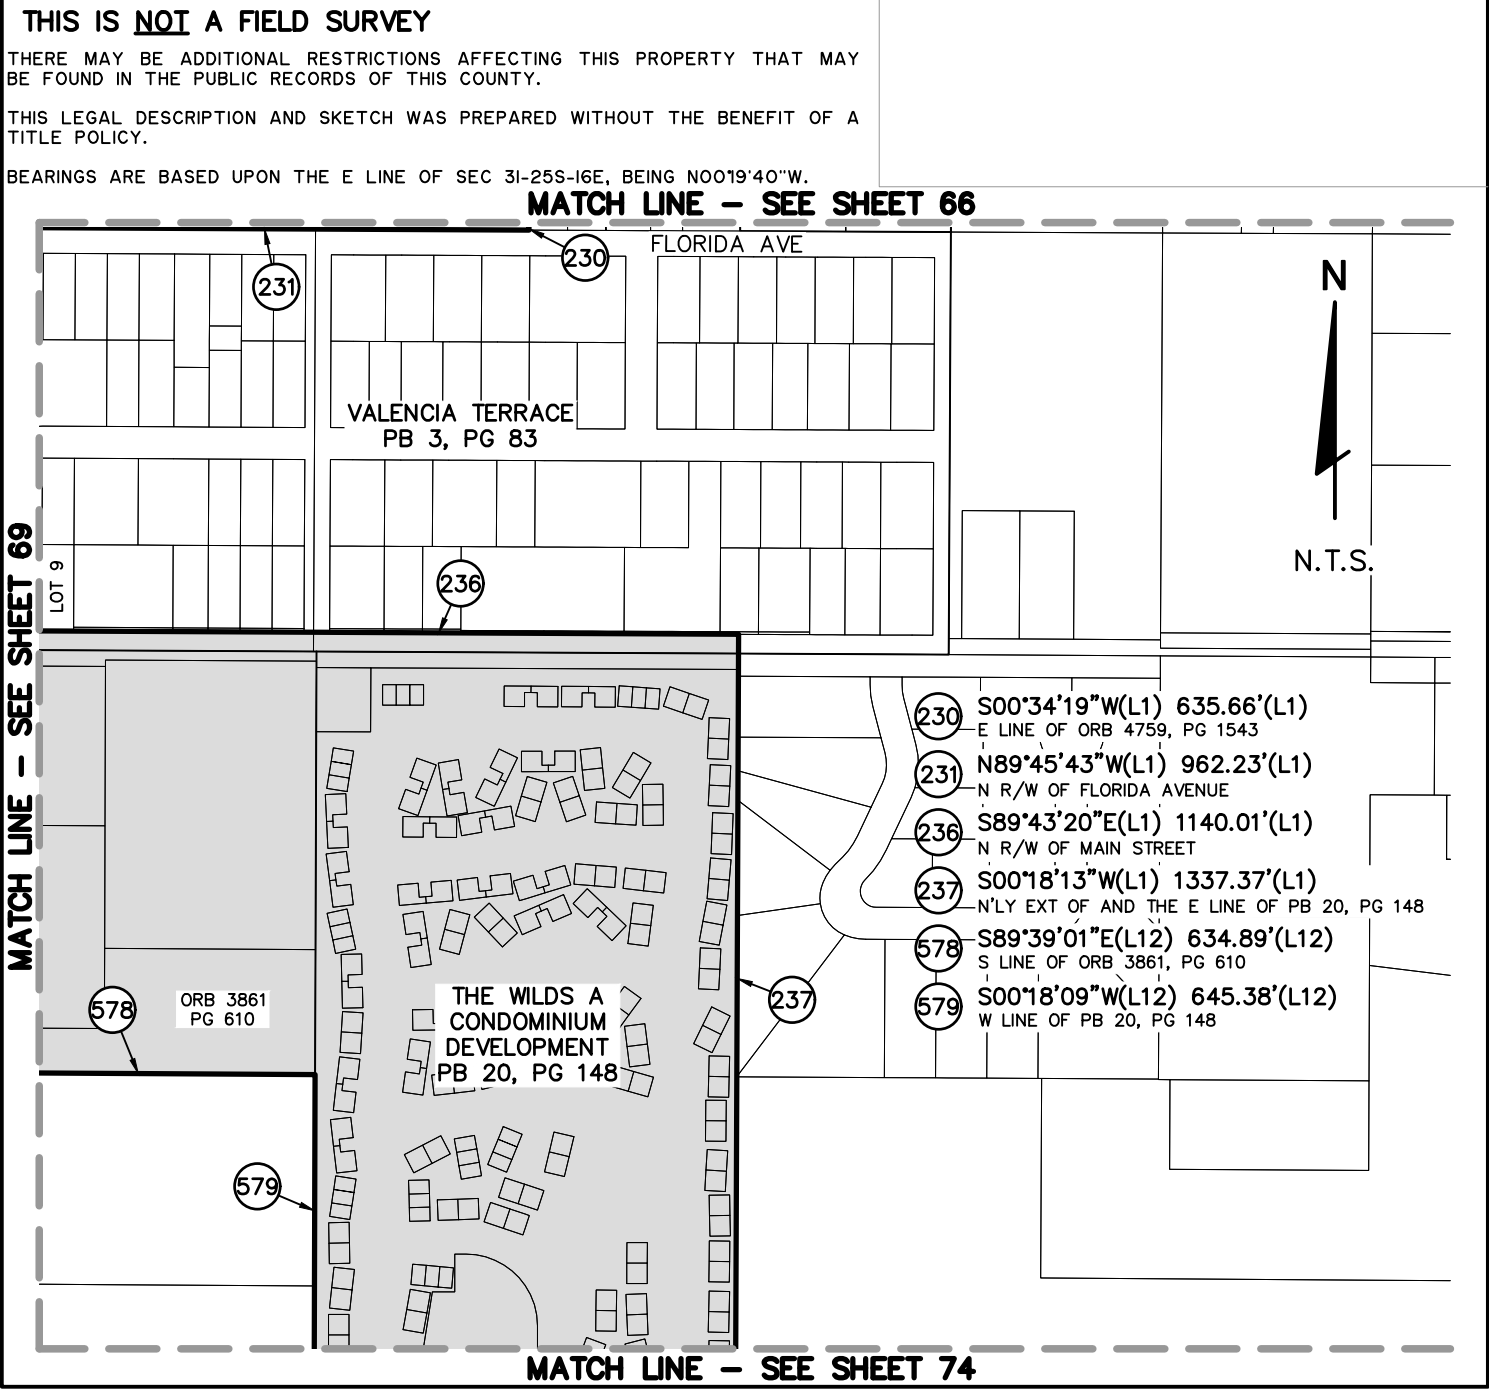 THIS IS NOT A FIELD SURVEY
THERE MAY BE ADDITIONAL RESTRICTIONS AFFECTING THIS PROPERTY THAT MAY
BE FOUND IN THE PUBLIC RECORDS OF THIS COUNTY.
THIS LEGAL DESCRIPTION AND SKETCH WAS PREPARED WITHOUT THE BENEFIT OF A
TITLE POLICY.
BEARINGS ARE BASED UPON THE E LINE OF SEC 31-25S-16E, BEING N00°19'40"W.
MATCH LINE - SEE SHEET 66
FLORIDA AVE
230
231
N
N.T.S.
VALENCIA TERRACE
PB 3, PG 83
MATCH LINE - SEE SHEET 69
LOT 9
236
230 S00°34'19"W(L1) 635.66'(L1)
E LINE OF ORB 4759, PG 1543
231 N89°45'43"W(L1) 962.23'(L1)
N R/W OF FLORIDA AVENUE
236 S89°43'20"E(L1) 1140.01'(L1)
N R/W OF MAIN STREET
237 S00°18'13"W(L1) 1337.37'(L1)
N'LY EXT OF AND THE E LINE OF PB 20, PG 148
578 S89°39'01"E(L12) 634.89'(L12)
S LINE OF ORB 3861, PG 610
579 S00°18'09"W(L12) 645.38'(L12)
W LINE OF PB 20, PG 148
578
ORB 3861
PG 610
THE WILDS A
CONDOMINIUM
DEVELOPMENT
PB 20, PG 148
237
579
MATCH LINE - SEE SHEET 74